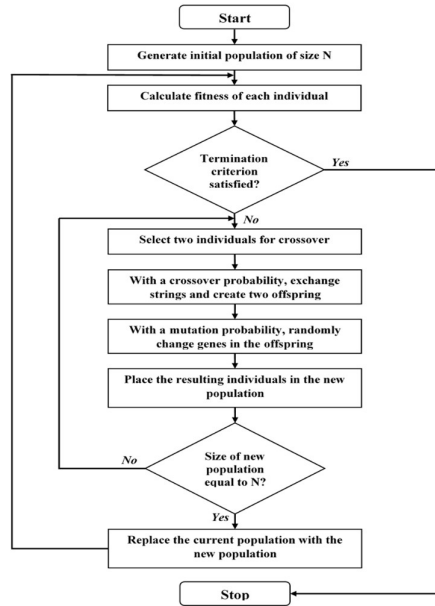 Start
Generate initial population of size N
Calculate fitness of each individual
Termination
criterion
satisfied?
Yes
No
Select two individuals for crossover
With a crossover probability, exchange
strings and create two offspring
With a mutation probability, randomly
change genes in the offspring
Place the resulting individuals in the new
population
No
Size of new
population
equal to N?
Yes
Replace the current population with the
new population
Stop